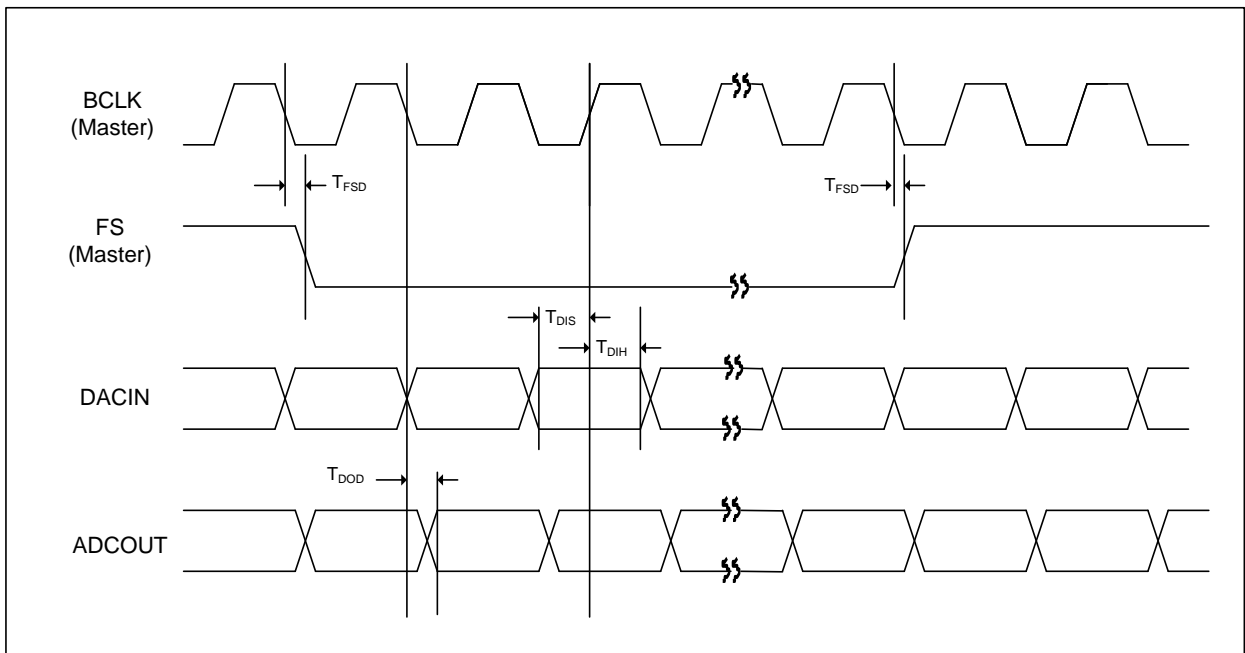 BCLK
(Master)
TFSD
TFSD
FS
(Master)
TDIS
TDIH
DACIN
TDOD
ADCOUT